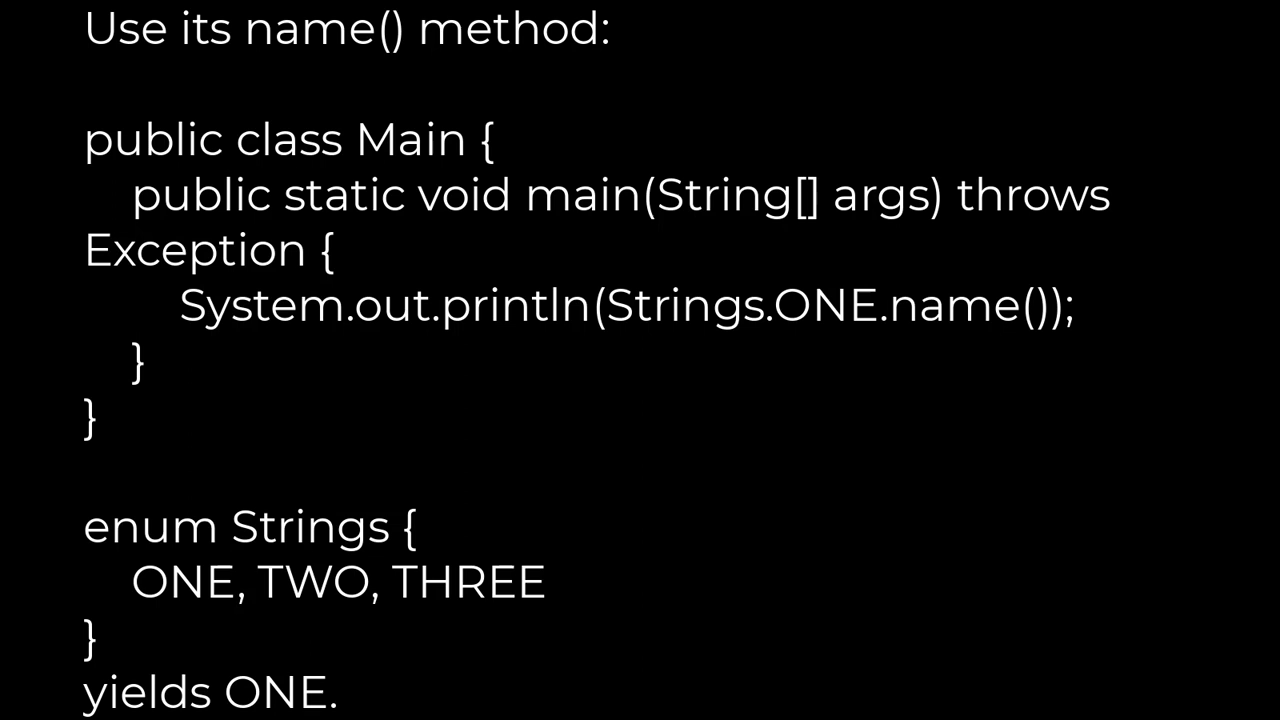 Use its name() method:
public class Main {
public static void main(String[] args) throws
Exception {
System.out.println(Strings.ONE.name());
}
}
enum Strings {
ONE, TWO, THREE
}
yields ONE.